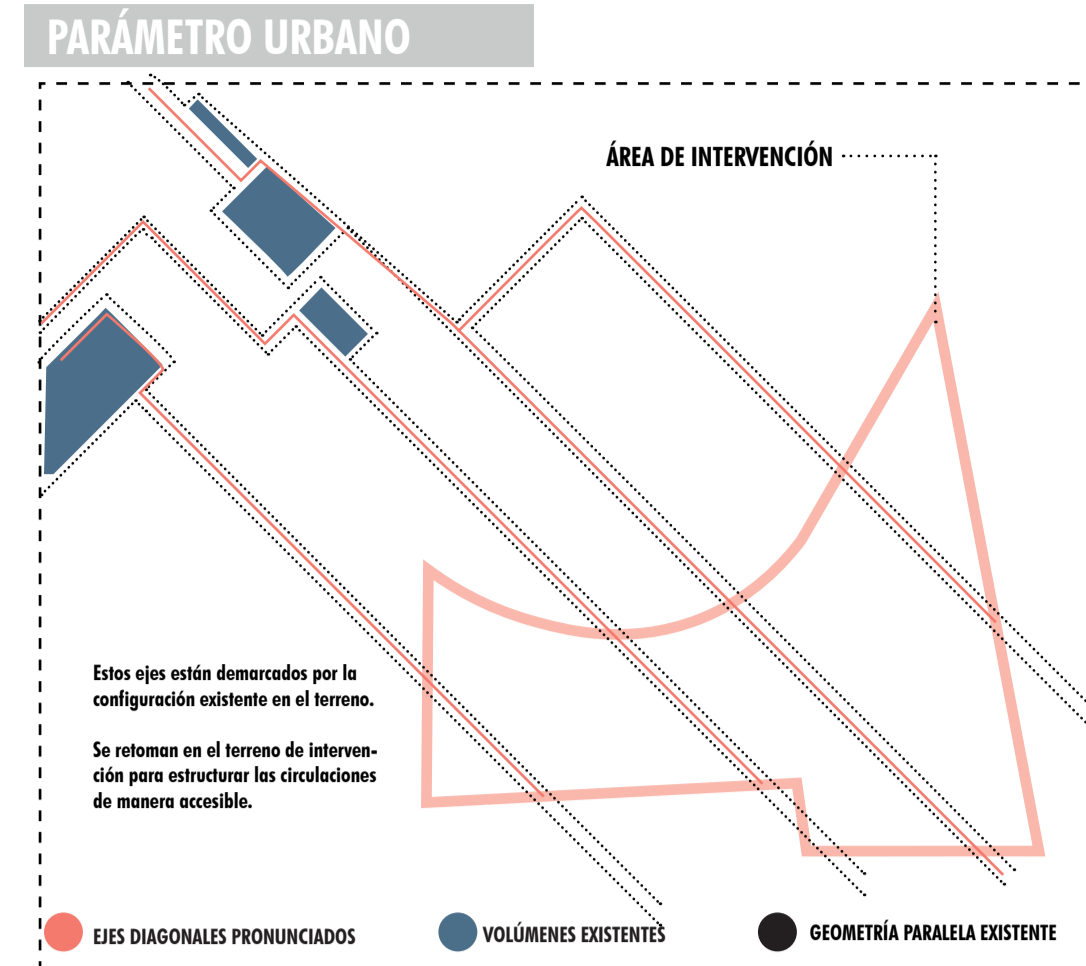 PARÁMETRO URBANO
ÁREA DE INTERVENCIÓN
Estos ejes están demarcados por la
configuración existente en el terreno.
Se retoman en el terreno de interven-
ción para estructurar las circulaciones
de manera accesible.
EJES DIAGONALES PRONUNCIADOS
VOLÚMENES EXISTENTES
GEOMETRÍA PARALELA EXISTENTE